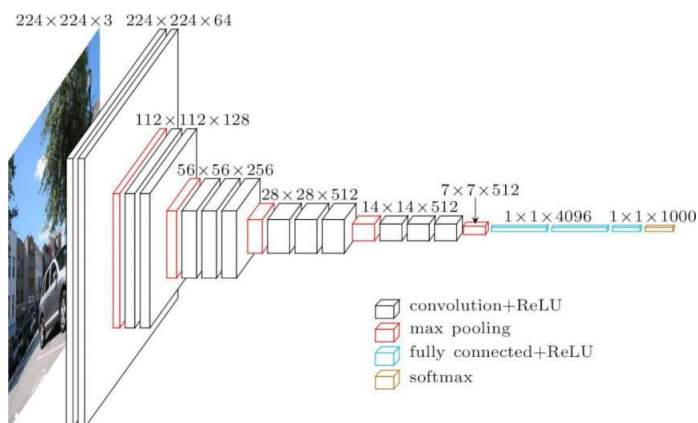 224×224×3
224×224×64
112×112×128
56×56×256
28×28×512
14×14×512
7×7×512
1×1×4096
1×1×1000
convolution+ReLU
max pooling
fully connected+ReLU
softmax